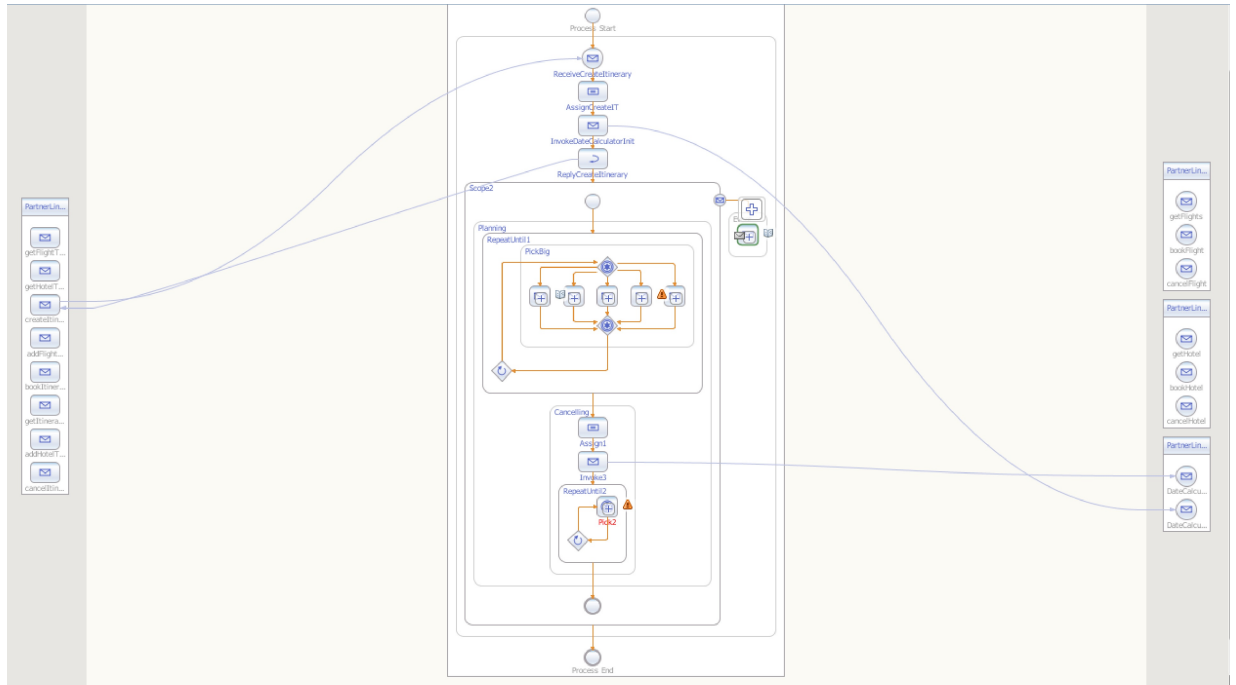 Process Start
ReceiveCreateItinerary
AssignCreateIT
InvokeDateCalculatorInit
ReplyCreateItinerary
Scope2
Planning
RepeatUntil1
PickBig
Cancelling
Assign1
Invoke3
RepeatUntil2
Pick2
Process End
PartnerLin...
getFlightT...
getHotelT...
createItin...
addFlight...
bookItiner...
getItinera...
addHotelT...
cancelItin...
PartnerLin...
getFlights
bookFlight
cancelFlight
PartnerLin...
getHotel
bookHotel
cancelHotel
PartnerLin...
DateCalcu...
DateCalcu...